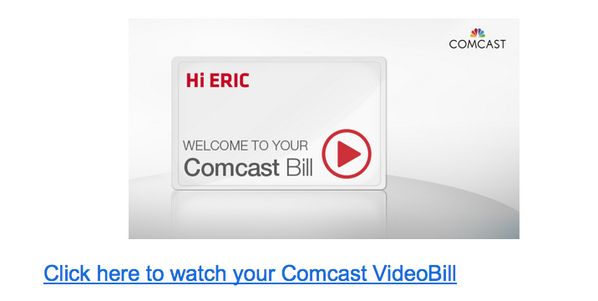 COMCAST
Hi ERIC
WELCOME TO YOUR
Comcast Bill
Click here to watch your Comcast VideoBill